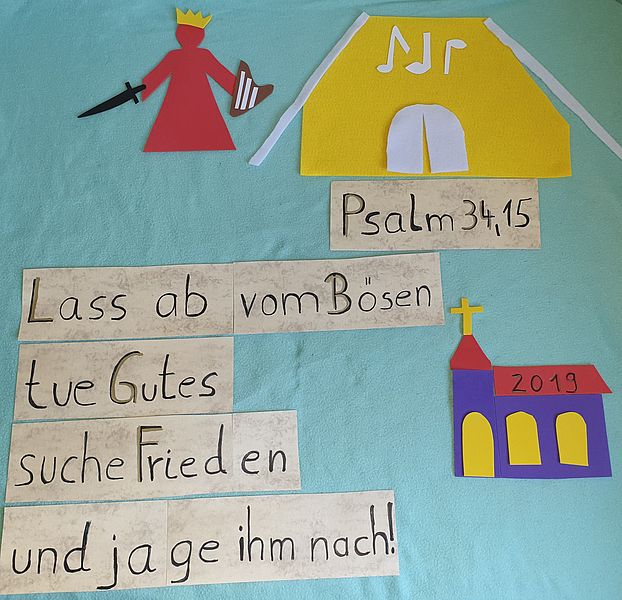 Psalm 34,15
Lass ab vom Bösen
tue Gutes
suche Frieden
und jage ihm nach!
2019